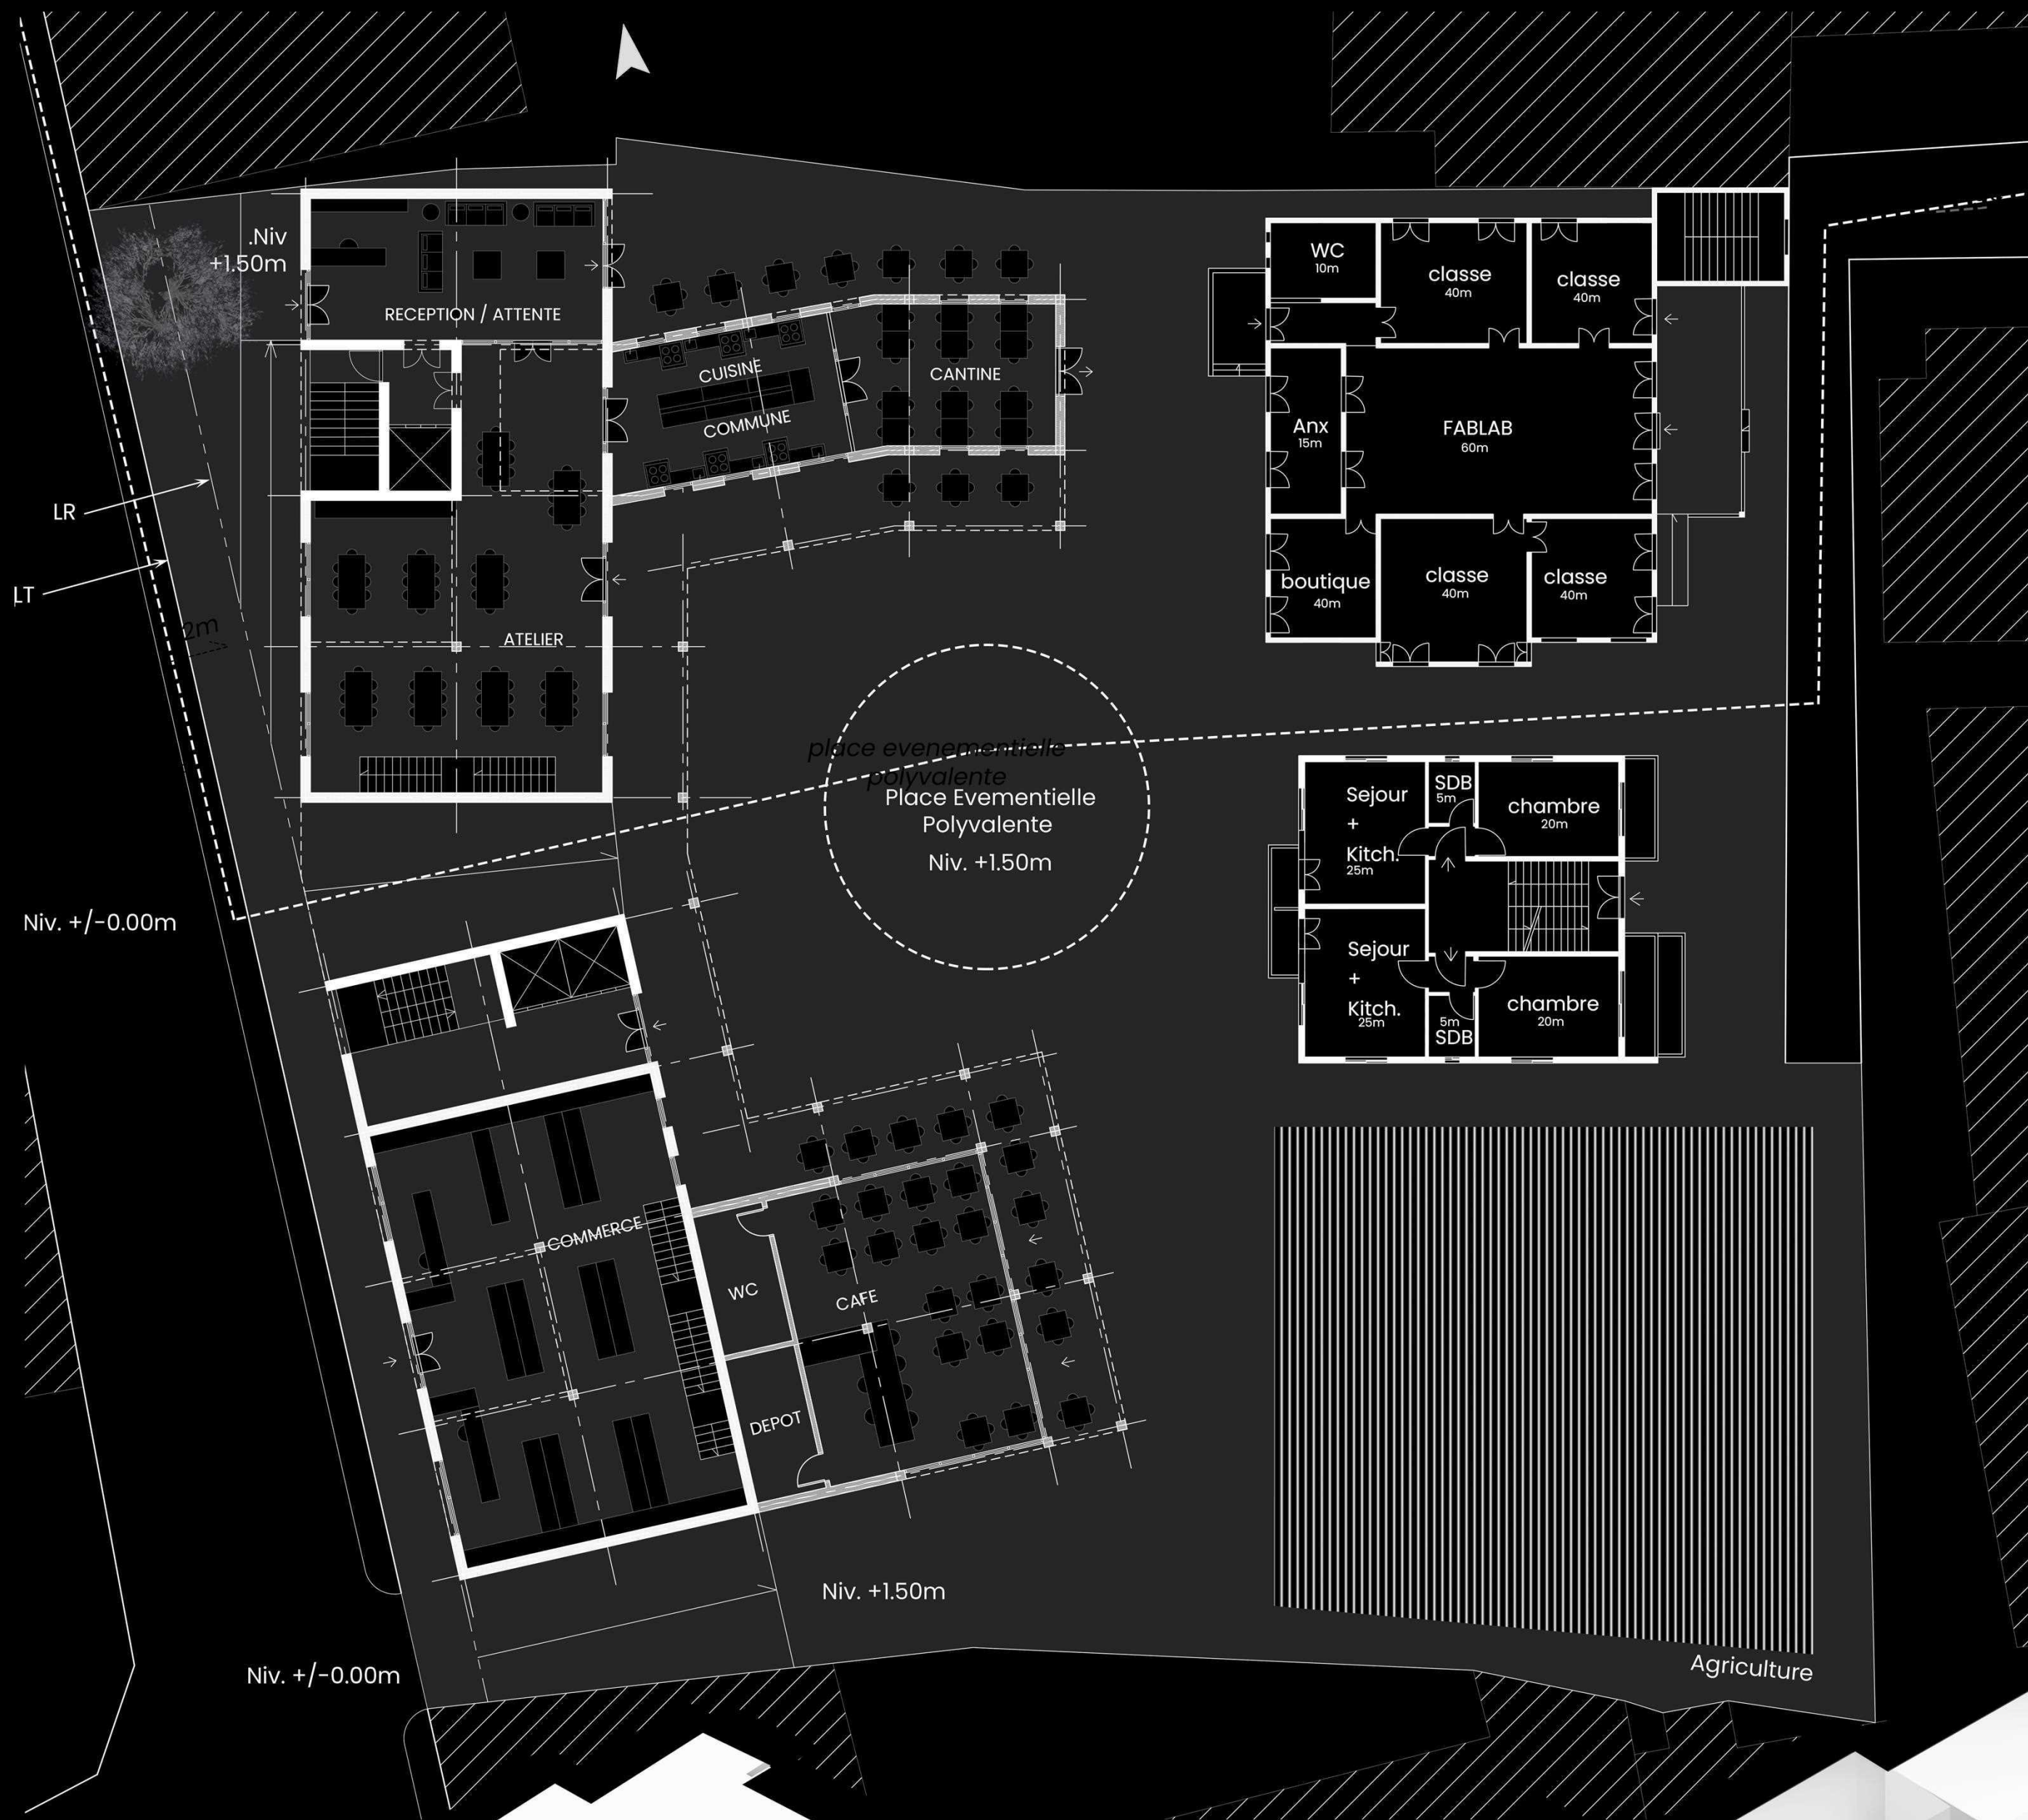 .Niv
+1.50m
RECEPTION / ATTENTE
CUISINE
COMMUNE
CANTINE
WC
10m
classe
40m
classe
40m
Anx
15m
FABLAB
60m
boutique
40m
classe
40m
classe
40m
LR
LT
2m
ATELIER
place evenementielle
polyvalente
Place Evementielle
Polyvalente
Niv. +1.50m
Sejour
+
Kitch.
25m
SDB
5m
chambre
20m
Niv. +/-0.00m
Sejour
+
Kitch.
25m
5m
SDB
chambre
20m
COMMERCE
WC
CAFE
DEPOT
Niv. +1.50m
Niv. +/-0.00m
Agriculture